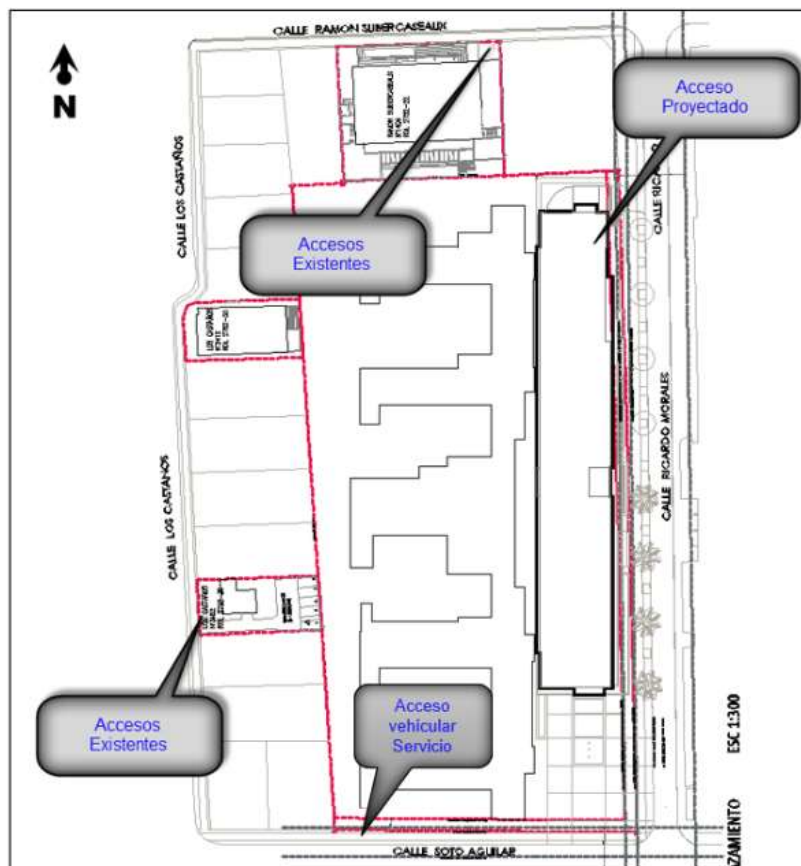 CALLE RAMON SUBERCASEAUX
N
Acceso
Proyectado
CALLE LOS CASTAÑOS
Accesos
Existentes
CALLE RICARDO MORALES
CALLE LOS CASTAÑOS
Accesos
Existentes
Acceso
vehicular
Servicio
ESC 1:300
ZAMIENTO
CALLE SOTO AGUILAR